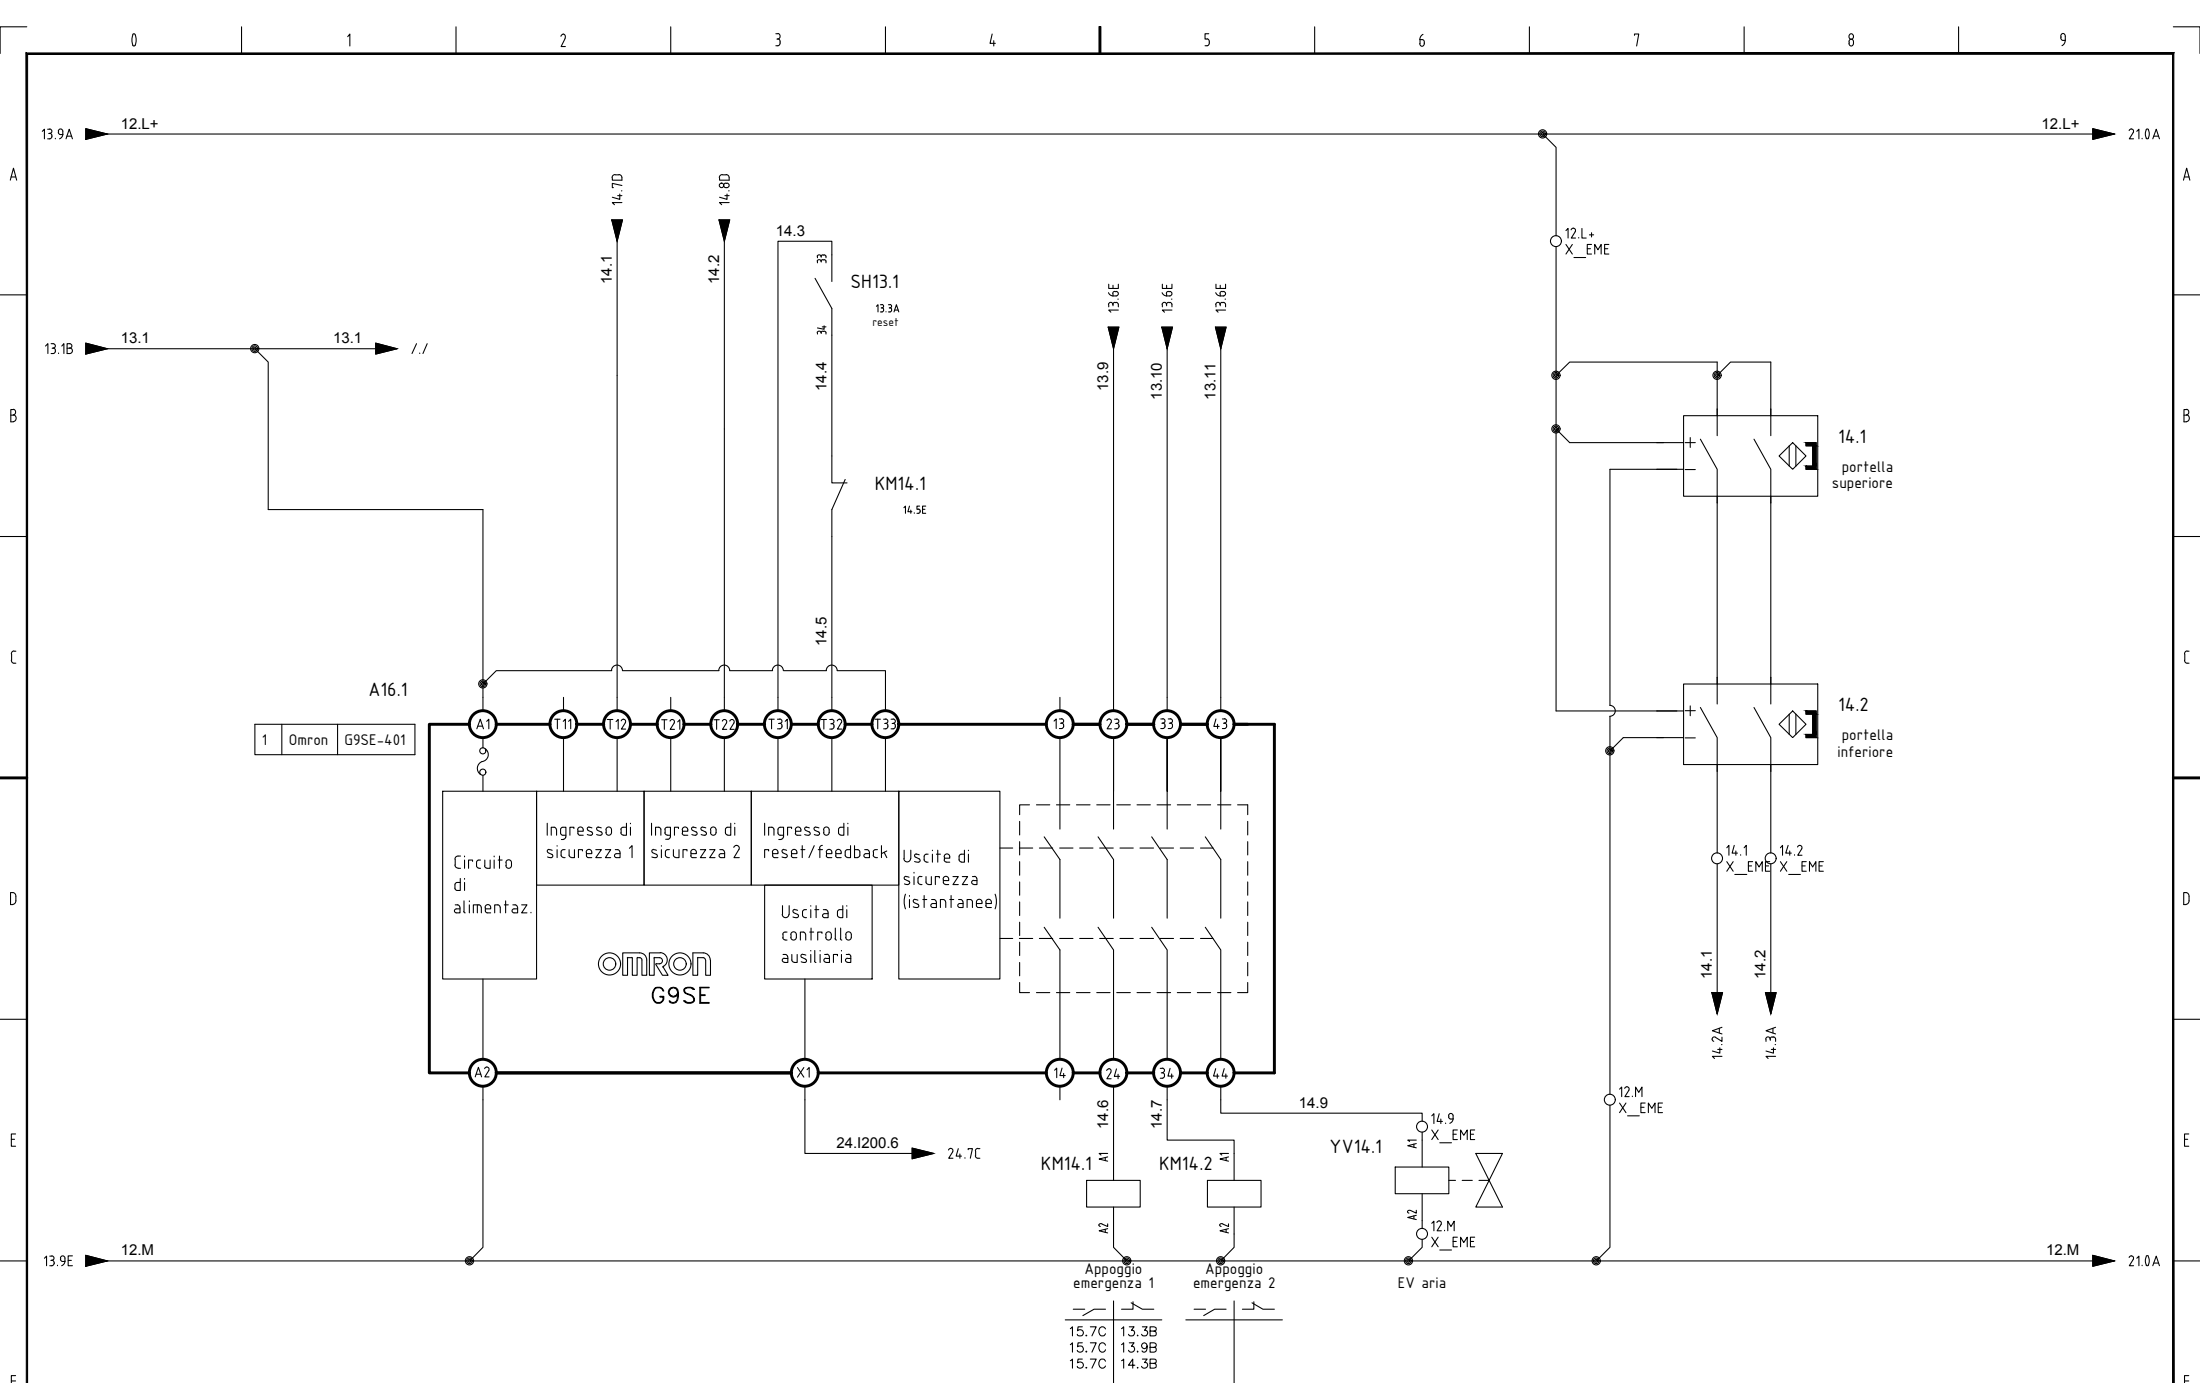 0 1 2 3 4 5 6 7 8 9
13.9A 12.L+ 12.L+ 21.0A
A A
14.7D 14.8D
14.3
12.L+
X_EME
14.1 14.2
33
SH13.1
13.3A
reset
34
13.6E 13.6E 13.6E
13.1B 13.1 13.1 /./
14.4
13.9 13.10 13.11
B B
+
−
14.1
portella
superiore
KM14.1
14.5E
14.5
C C
A16.1
1 Omron G9SE-401
A1 T11 T12 T21 T22 T31 T32 T33 13 23 33 43
+
−
14.2
portella
inferiore
Circuito
di
alimentaz.
Ingresso di
sicurezza 1
Ingresso di
sicurezza 2
Ingresso di
reset/feedback
Uscite di
sicurezza
(istantanee)
Uscita di
controllo
ausiliaria
14.1
X_EME
14.2
X_EME
D D
OMRON
G9SE
14.1 14.2
14.2A 14.3A
A2 X1 14 24 34 44
14.6 14.7 14.9
12.M
X_EME
14.9
X_EME
E E
24.I200.6 24.7C
KM14.1 A1
KM14.2 A1
YV14.1 A1
A2 A2 A2
12.M
X_EME
13.9E 12.M 12.M 21.0A
Appoggio
emergenza 1
Appoggio
emergenza 2
EV aria
15.7C 13.3B
15.7C 13.9B
15.7C 14.3B